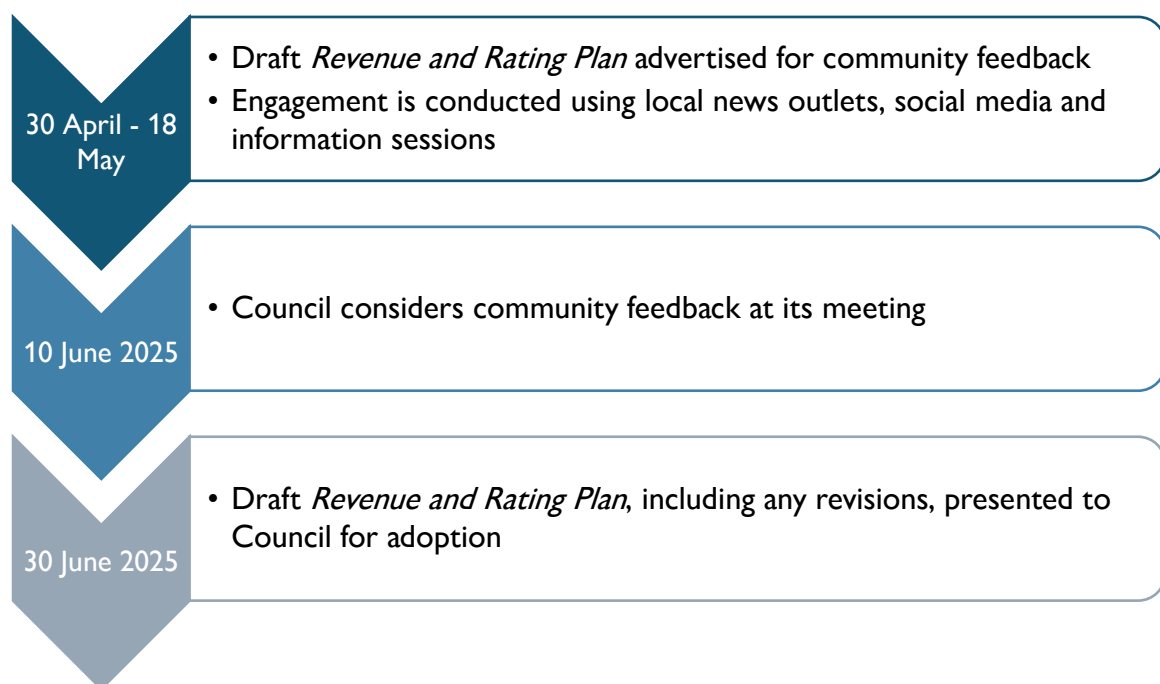 30 April - 18
May
• Draft Revenue and Rating Plan advertised for community feedback
• Engagement is conducted using local news outlets, social media and
information sessions
10 June 2025
• Council considers community feedback at its meeting
30 June 2025
• Draft Revenue and Rating Plan, including any revisions, presented to
Council for adoption